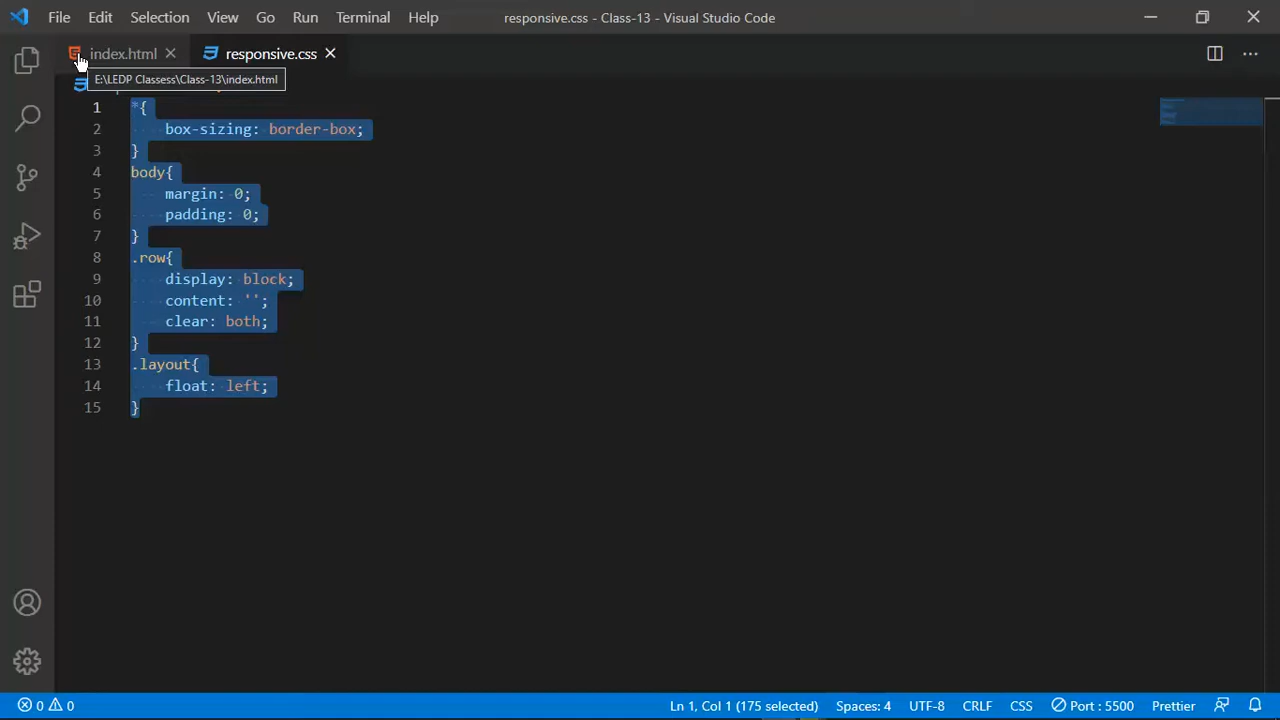 File Edit Selection View Go Run Terminal Help responsive.css - Class-13 - Visual Studio Code
index.html responsive.css
E:\LEDP Classess\Class-13\index.html
1 *{
2 box-sizing: border-box;
3 }
4 body{
5 margin: 0;
6 padding: 0;
7 }
8 .row{
9 display: block;
10 content: '';
11 clear: both;
12 }
13 .layout{
14 float: left;
15 }
0 0 Ln 1, Col 1 (175 selected) Spaces: 4 UTF-8 CRLF CSS Port : 5500 Prettier